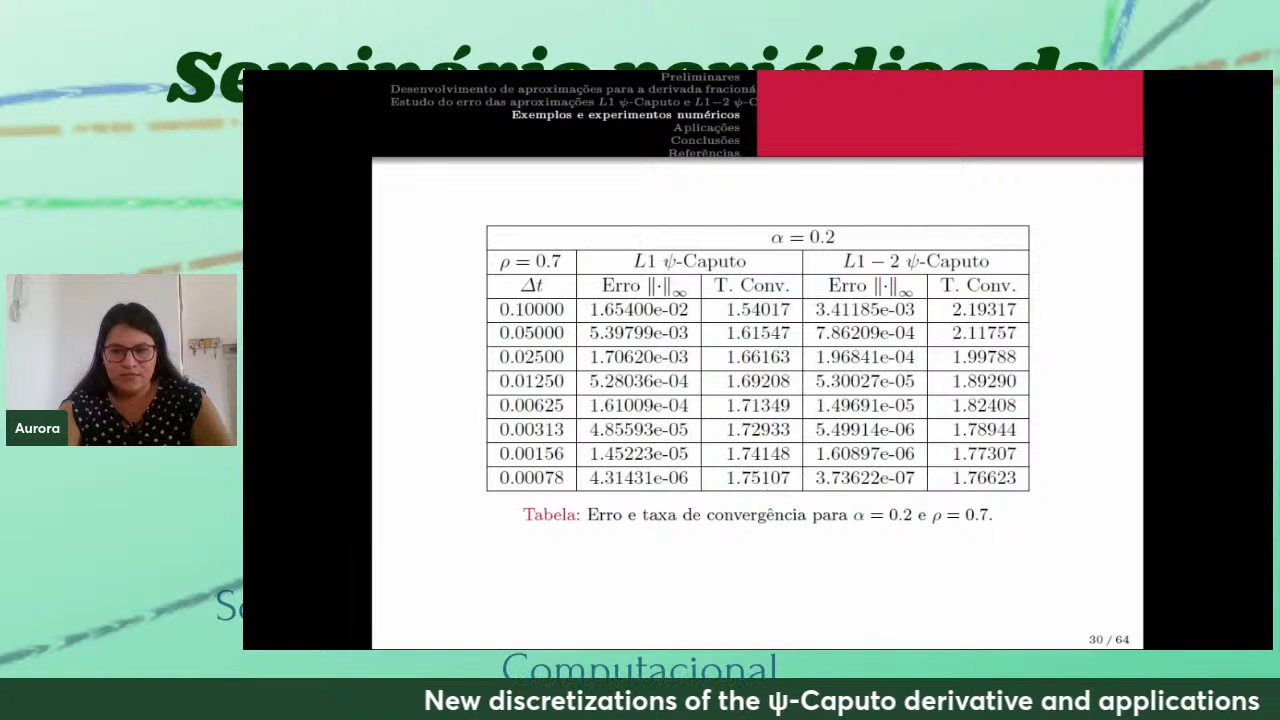 Seminário periódico de
Preliminares
Desenvolvimento de aproximações para a derivada fracioná
Estudo do erro das aproximações L1 ψ-Caputo e L1−2 ψ-C
Exemplos e experimentos numéricos
Aplicações
Conclusões
Referências
α = 0.2
ρ = 0.7 L1 ψ-Caputo L1 − 2 ψ-Caputo
Δt Erro ‖·‖∞ T. Conv. Erro ‖·‖∞ T. Conv.
0.10000 1.65400e-02 1.54017 3.41185e-03 2.19317
0.05000 5.39799e-03 1.61547 7.86209e-04 2.11757
0.02500 1.70620e-03 1.66163 1.96841e-04 1.99788
0.01250 5.28036e-04 1.69208 5.30027e-05 1.89290
0.00625 1.61009e-04 1.71349 1.49691e-05 1.82408
0.00313 4.85593e-05 1.72933 5.49914e-06 1.78944
0.00156 1.45223e-05 1.74148 1.60897e-06 1.77307
0.00078 4.31431e-06 1.75107 3.73622e-07 1.76623
Tabela: Erro e taxa de convergência para α = 0.2 e ρ = 0.7.
30 / 64
Aurora
Computacional
New discretizations of the ψ-Caputo derivative and applications